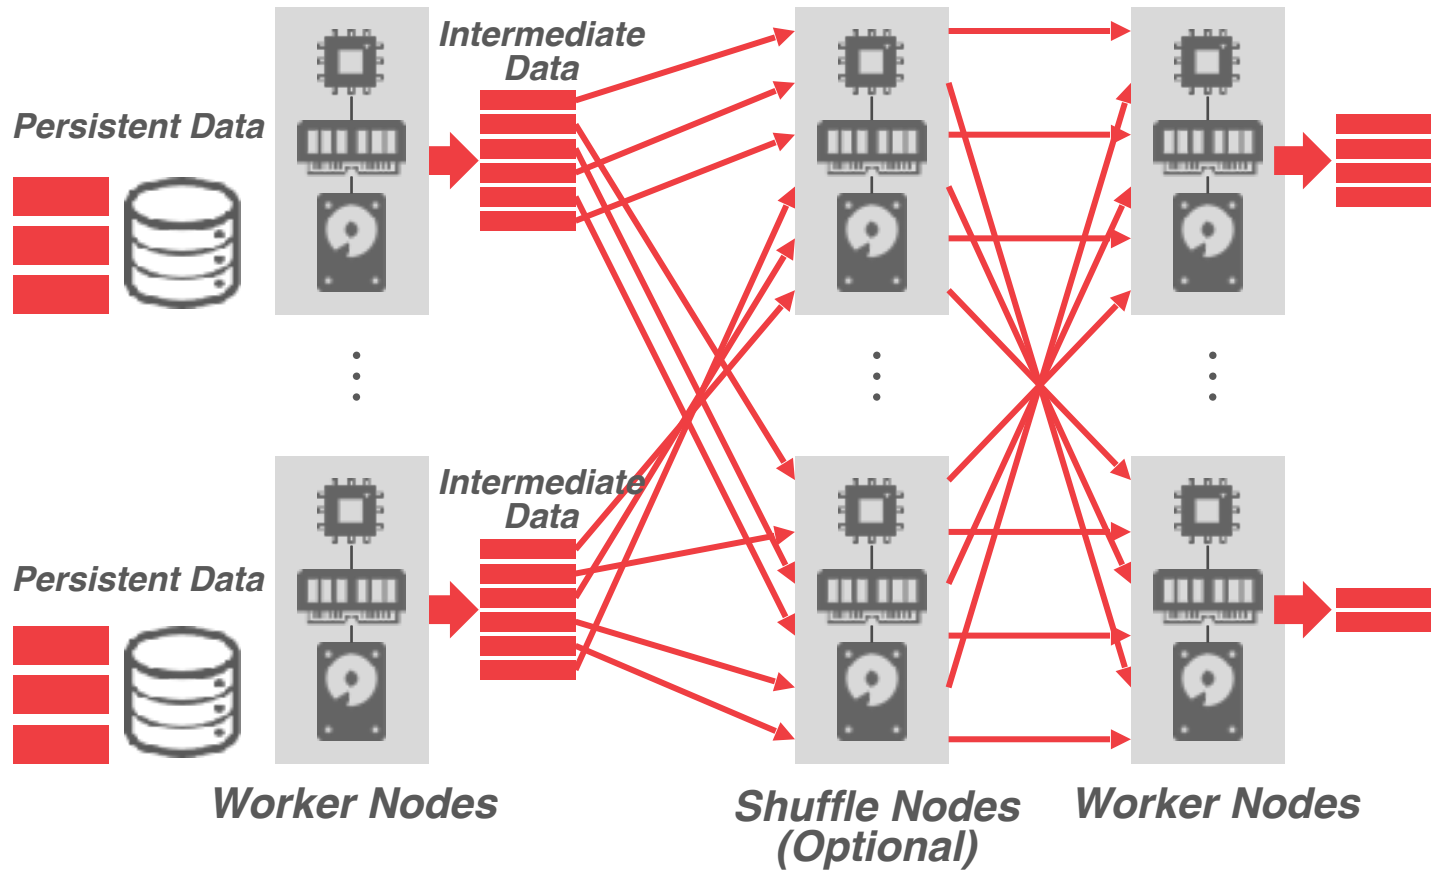 Intermediate
Data
Persistent Data
Intermediate
Data
Persistent Data
Worker Nodes
Shuffle Nodes
(Optional)
Worker Nodes